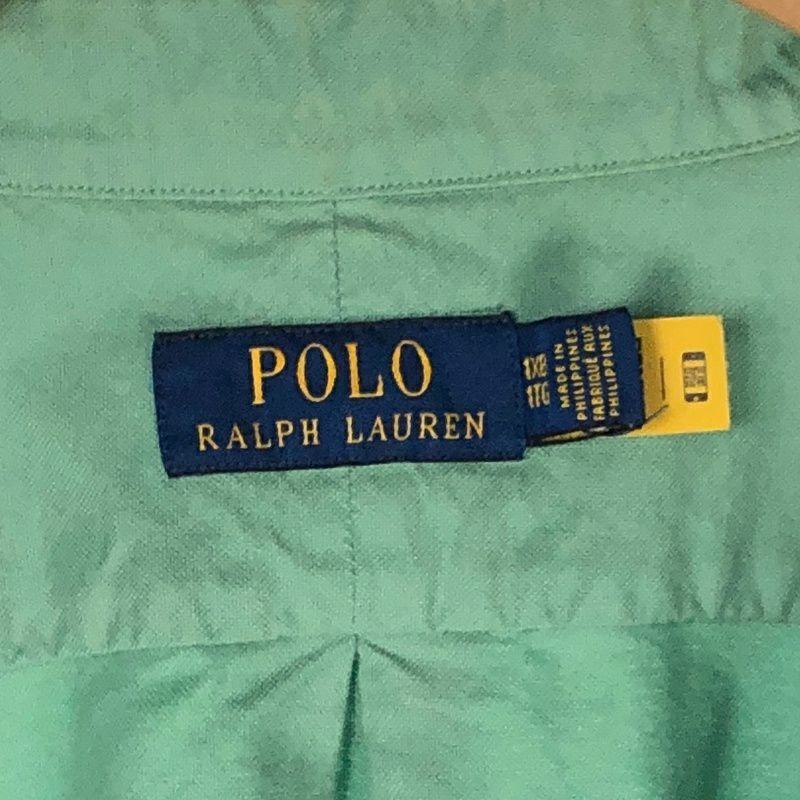 POLO
RALPH LAUREN
1XB
1TG
MADE IN
PHILIPPINES
FABRIQUÉ AUX
PHILIPPINES